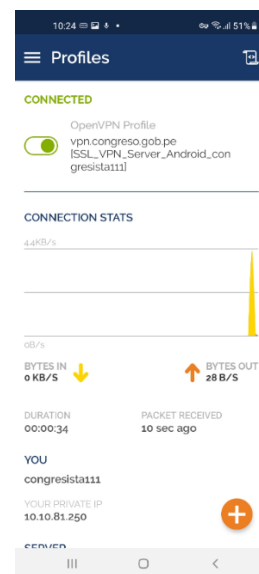 10:24
51%
Profiles
CONNECTED
OpenVPN Profile
vpn.congreso.gob.pe
[SSL_VPN_Server_Android_con
gresista111]
CONNECTION STATS
4.4KB/s
0B/s
BYTES IN
0 KB/S
BYTES OUT
28 B/S
DURATION
00:00:34
PACKET RECEIVED
10 sec ago
YOU
congresista111
YOUR PRIVATE IP
10.10.81.250
SERVER